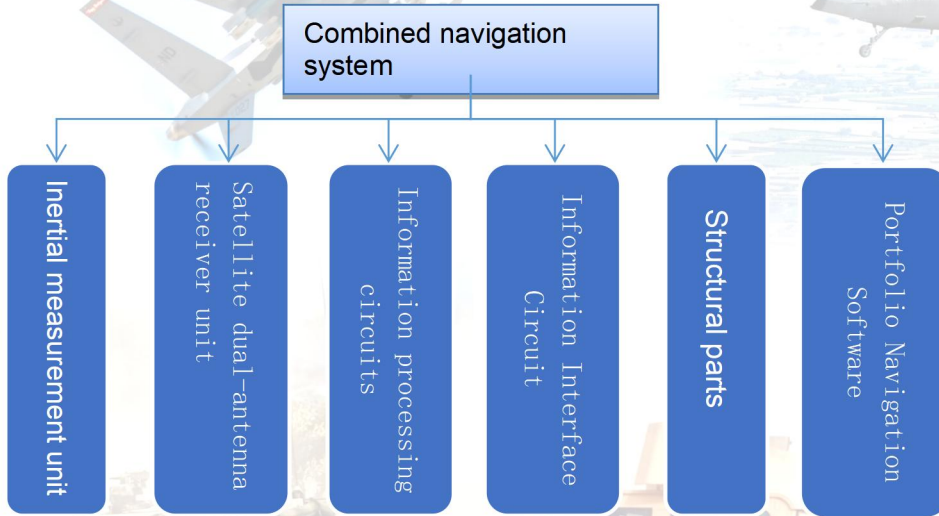 Combined navigation
system
Inertial measurement unit
Satellite dual-antenna
receiver unit
Information processing
circuits
Information Interface
Circuit
Structural parts
Portfolio Navigation
Software